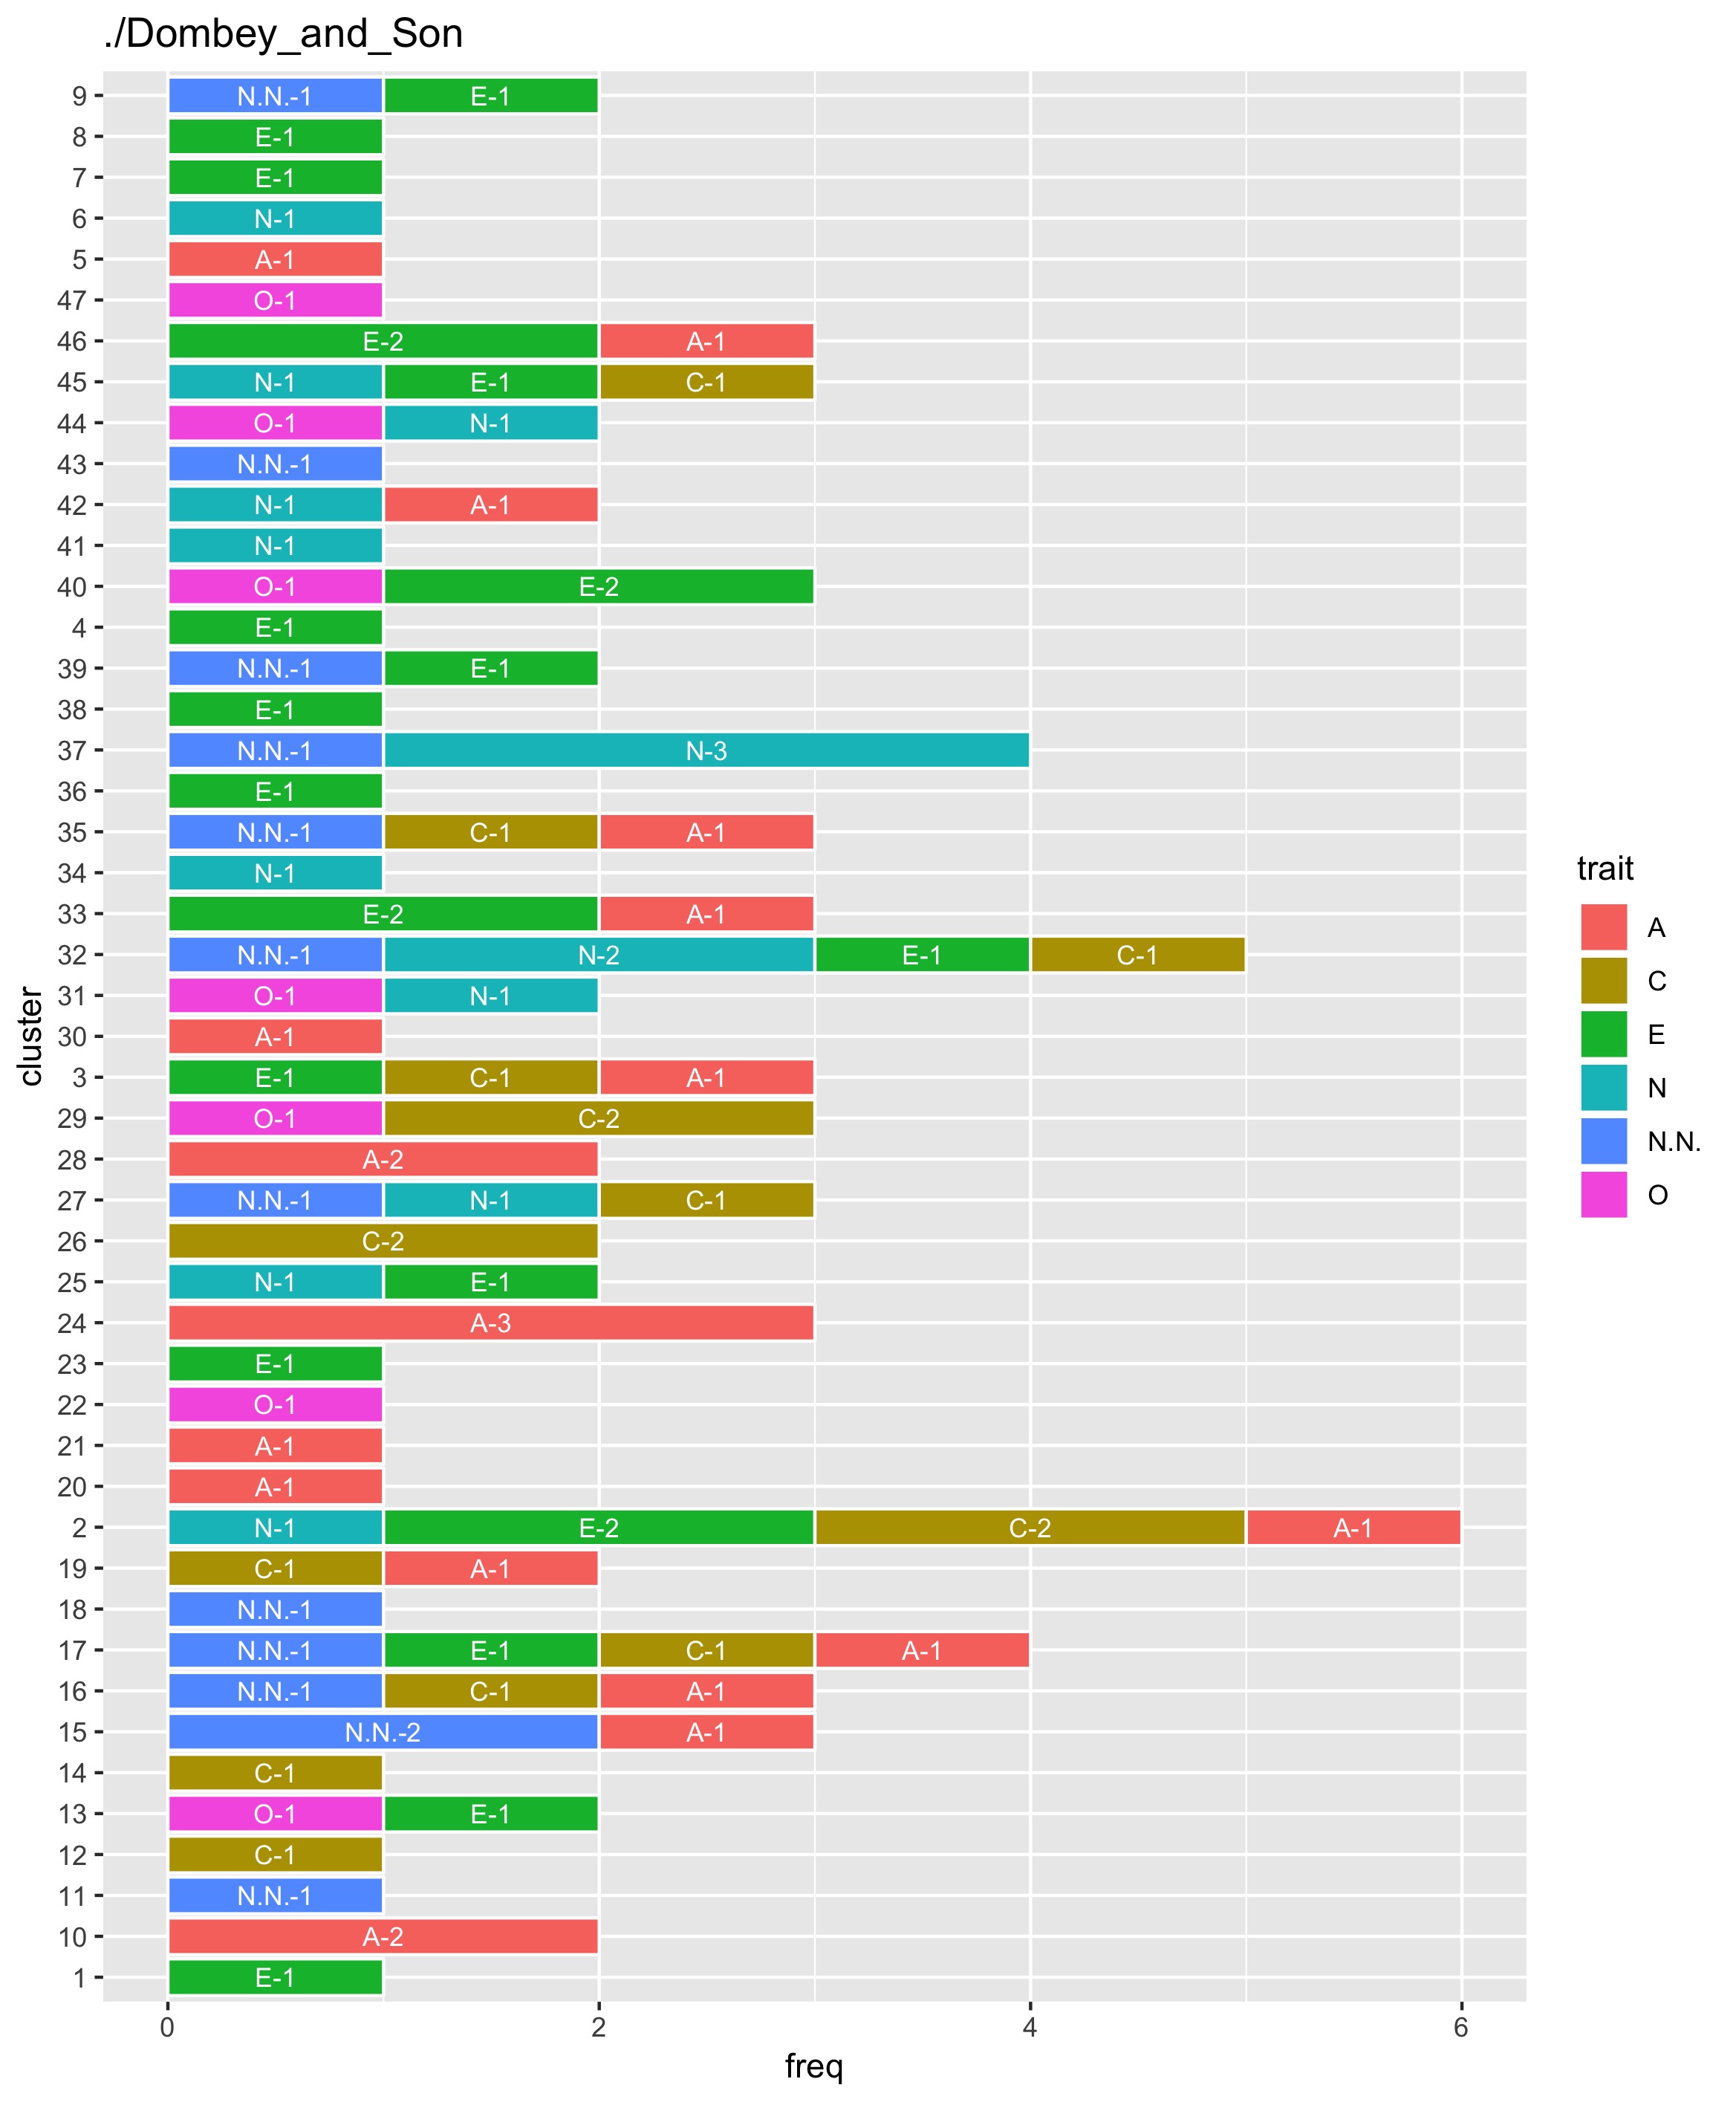 ./Dombey_and_Son
9 N.N.-1 E-1
8 E-1
7 E-1
6 N-1
5 A-1
47 O-1
46 E-2 A-1
45 N-1 E-1 C-1
44 O-1 N-1
43 N.N.-1
42 N-1 A-1
41 N-1
40 O-1 E-2
4 E-1
39 N.N.-1 E-1
38 E-1
37 N.N.-1 N-3
36 E-1
35 N.N.-1 C-1 A-1
34 N-1
33 E-2 A-1
32 N.N.-1 N-2 E-1 C-1
31 O-1 N-1
30 A-1
3 E-1 C-1 A-1
29 O-1 C-2
28 A-2
27 N.N.-1 N-1 C-1
26 C-2
25 N-1 E-1
24 A-3
23 E-1
22 O-1
21 A-1
20 A-1
2 N-1 E-2 C-2 A-1
19 C-1 A-1
18 N.N.-1
17 N.N.-1 E-1 C-1 A-1
16 N.N.-1 C-1 A-1
15 N.N.-2 A-1
14 C-1
13 O-1 E-1
12 C-1
11 N.N.-1
10 A-2
1 E-1
0 2 4 6
freq
cluster
trait
A
C
E
N
N.N.
O